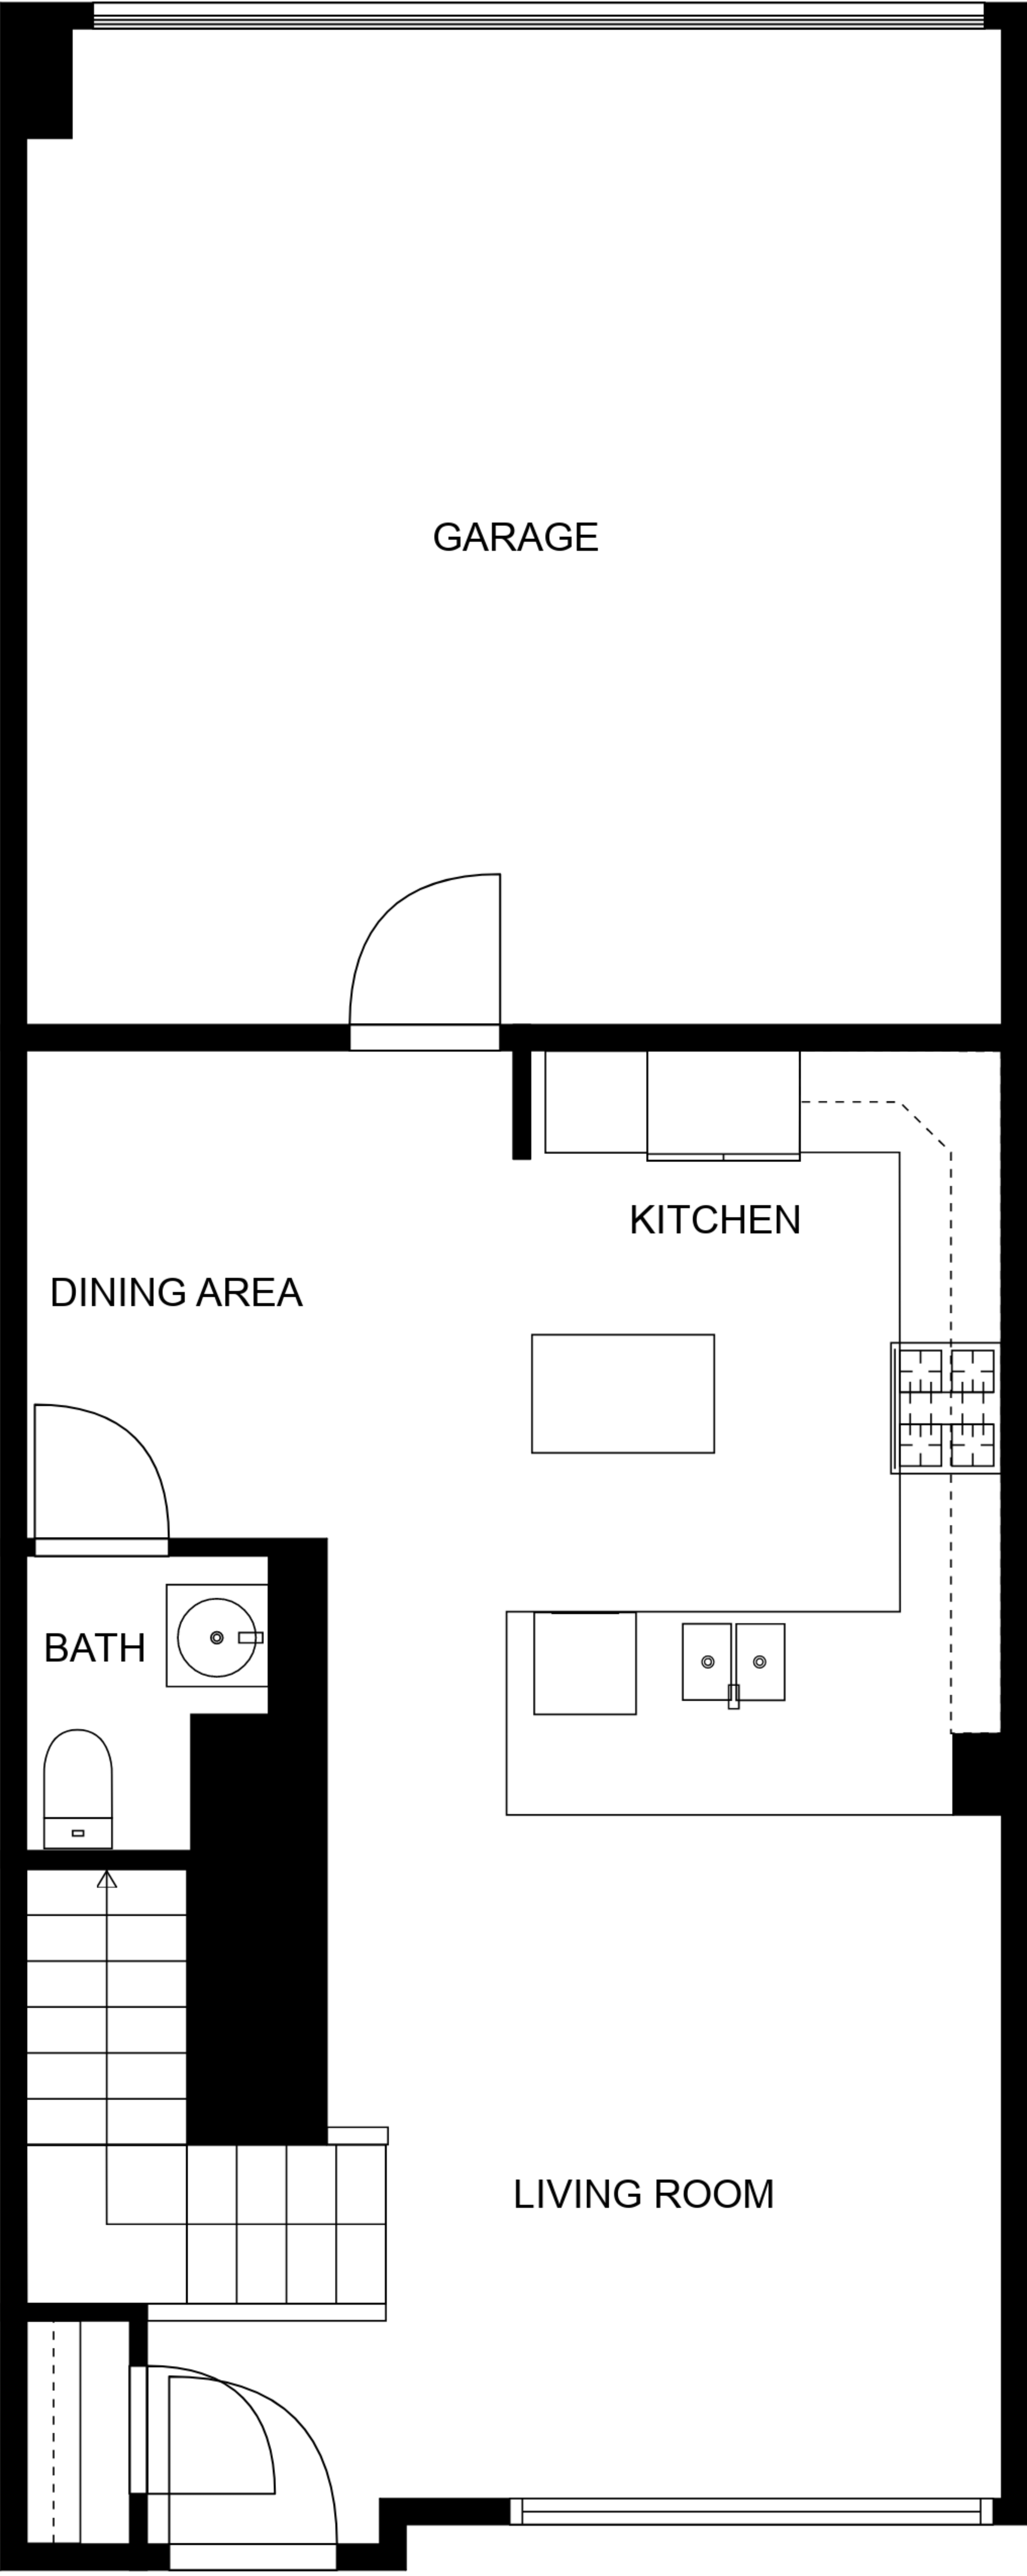 GARAGE
KITCHEN
DINING AREA
BATH
LIVING ROOM